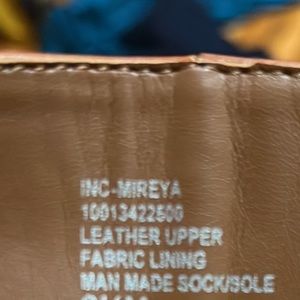 INC-MIREYA
10013422500
LEATHER UPPER
FABRIC LINING
MAN MADE SOCK/SOLE